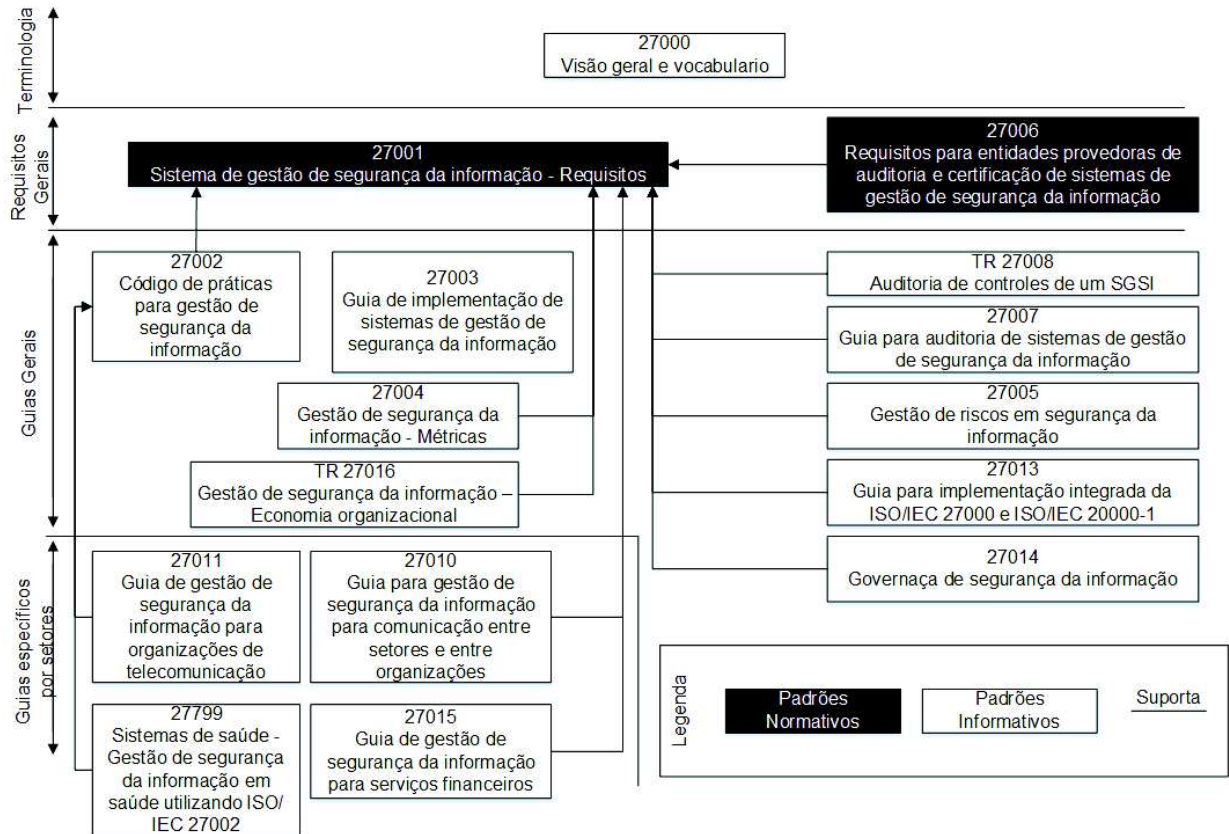 Terminologia
27000
Visão geral e vocabulario
Requisitos
Gerais
27001
Sistema de gestão de segurança da informação - Requisitos
27006
Requisitos para entidades provedoras de
auditoria e certificação de sistemas de
gestão de segurança da informação
Guias Gerais
27002
Código de práticas
para gestão de
segurança da
informação
27003
Guia de implementação de
sistemas de gestão de
segurança da informação
27004
Gestão de segurança da
informação - Métricas
TR 27016
Gestão de segurança da informação –
Economia organizacional
TR 27008
Auditoria de controles de um SGSI
27007
Guia para auditoria de sistemas de gestão
de segurança da informação
27005
Gestão de riscos em segurança da
informação
27013
Guia para implementação integrada da
ISO/IEC 27000 e ISO/IEC 20000-1
27014
Governaça de segurança da informação
Guias específicos
por setores
27011
Guia de gestão de
segurança da
informação para
organizações de
telecomunicação
27010
Guia para gestão de
segurança da informação
para comunicação entre
setores e entre
organizações
27799
Sistemas de saúde -
Gestão de segurança
da informação em
saúde utilizando ISO/
IEC 27002
27015
Guia de gestão de
segurança da informação
para serviços financeiros
Legenda
Padrões
Normativos
Padrões
Informativos
Suporta